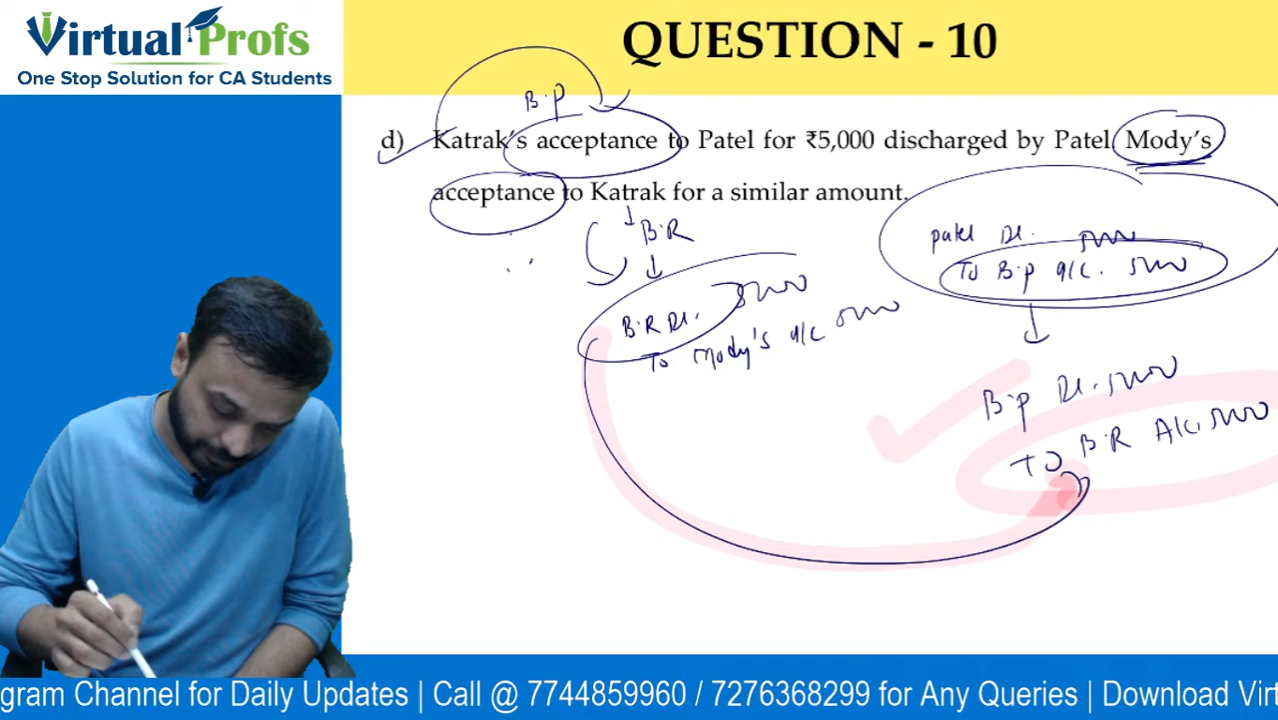 Virtual Profs
One Stop Solution for CA Students
QUESTION - 10
B.P
d) Katrak's acceptance to Patel for ₹5,000 discharged by Patel. Mody's
acceptance to Katrak for a similar amount.
B.R
Patel Dr. 5000
To B.P a/c. 5000
B.R Dr. 5000
To Mody's a/c 5000
B.P Dr. 5000
TO B.R A/c 5000
gram Channel for Daily Updates | Call @ 7744859960 / 7276368299 for Any Queries | Download Virt